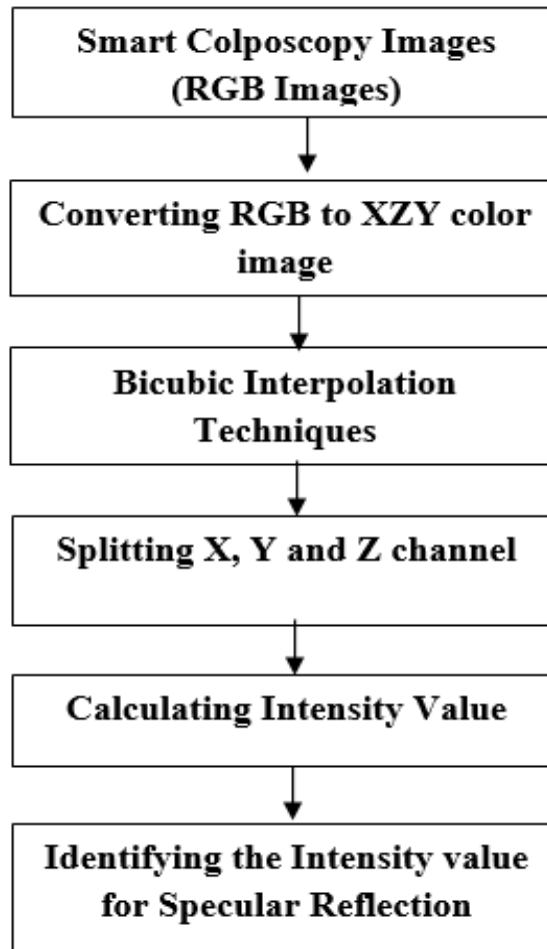 Smart Colposcopy Images
(RGB Images)
Converting RGB to XZY color
image
Bicubic Interpolation
Techniques
Splitting X, Y and Z channel
Calculating Intensity Value
Identifying the Intensity value
for Specular Reflection